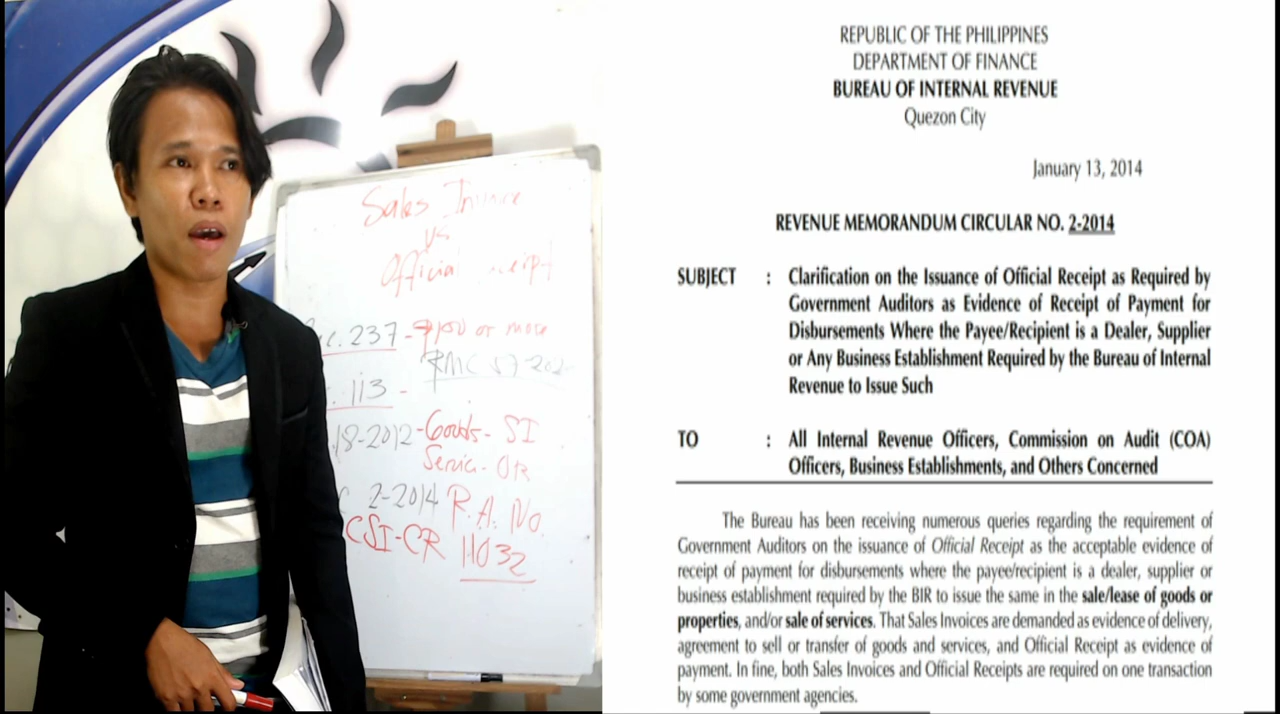 Sales Invoice
vs
Official
c. 237 - ₱100 or more
RMC 57-202
. 113 -
18-2012 - Goods - SI
Service - OR
c 2-2014 R.A. No.
CSI-CR 11032
REPUBLIC OF THE PHILIPPINES
DEPARTMENT OF FINANCE
BUREAU OF INTERNAL REVENUE
Quezon City
January 13, 2014
REVENUE MEMORANDUM CIRCULAR NO. 2-2014
SUBJECT : Clarification on the Issuance of Official Receipt as Required by
Government Auditors as Evidence of Receipt of Payment for
Disbursements Where the Payee/Recipient is a Dealer, Supplier
or Any Business Establishment Required by the Bureau of Internal
Revenue to Issue Such
TO : All Internal Revenue Officers, Commission on Audit (COA)
Officers, Business Establishments, and Others Concerned
The Bureau has been receiving numerous queries regarding the requirement of
Government Auditors on the issuance of Official Receipt as the acceptable evidence of
receipt of payment for disbursements where the payee/recipient is a dealer, supplier or
business establishment required by the BIR to issue the same in the sale/lease of goods or
properties, and/or sale of services. That Sales Invoices are demanded as evidence of delivery,
agreement to sell or transfer of goods and services, and Official Receipt as evidence of
payment. In fine, both Sales Invoices and Official Receipts are required on one transaction
by some government agencies.